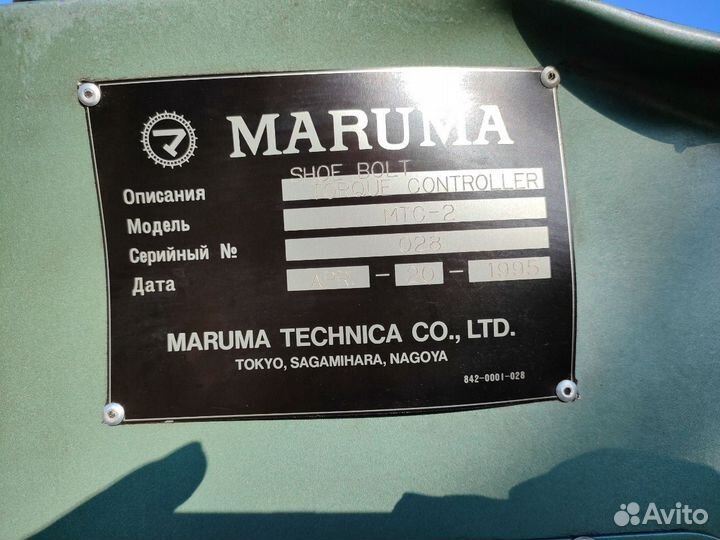 マ MARUMA
SHOE BOLT
Описания TORQUE CONTROLLER
Модель MTC-2
Серийный № 028
Дата APR. - 20 - 1995
MARUMA TECHNICA CO., LTD.
TOKYO, SAGAMIHARA, NAGOYA
842-0001-028
Avito